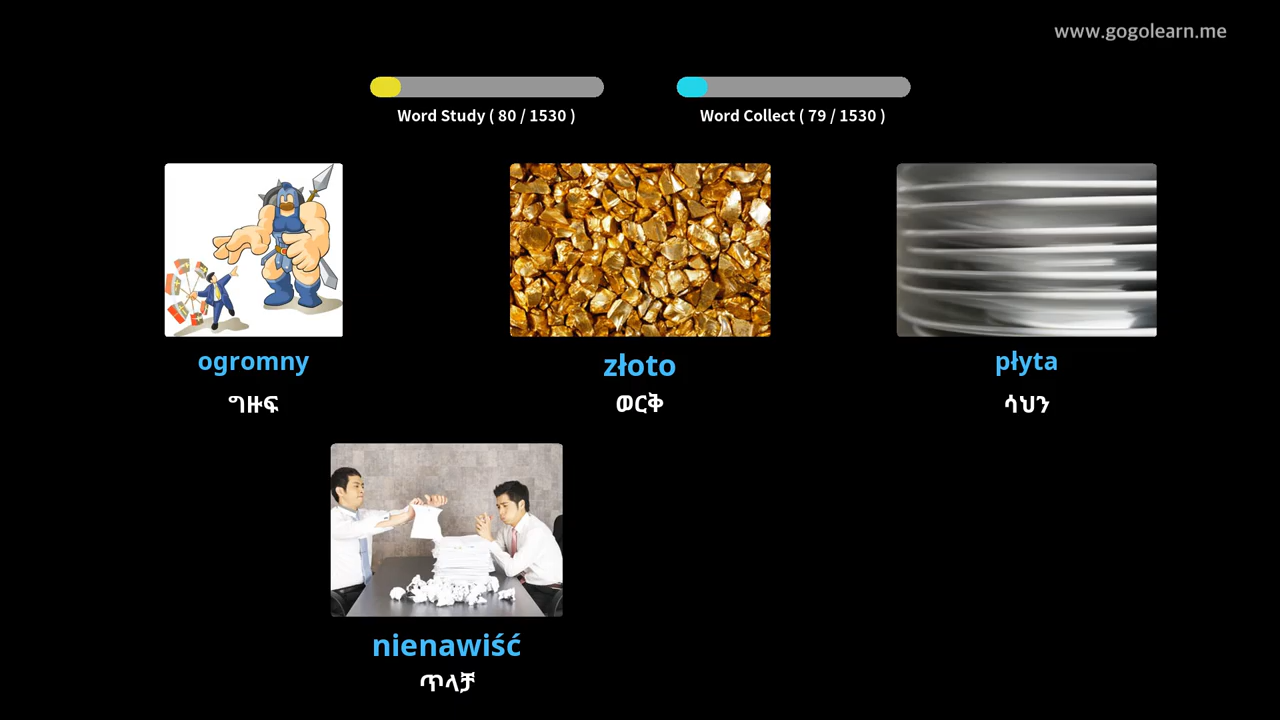 www.gogolearn.me
Word Study ( 80 / 1530 )
Word Collect ( 79 / 1530 )
ogromny
ግዙፍ
złoto
ወርቅ
płyta
ሳህን
nienawiść
ጥላቻ